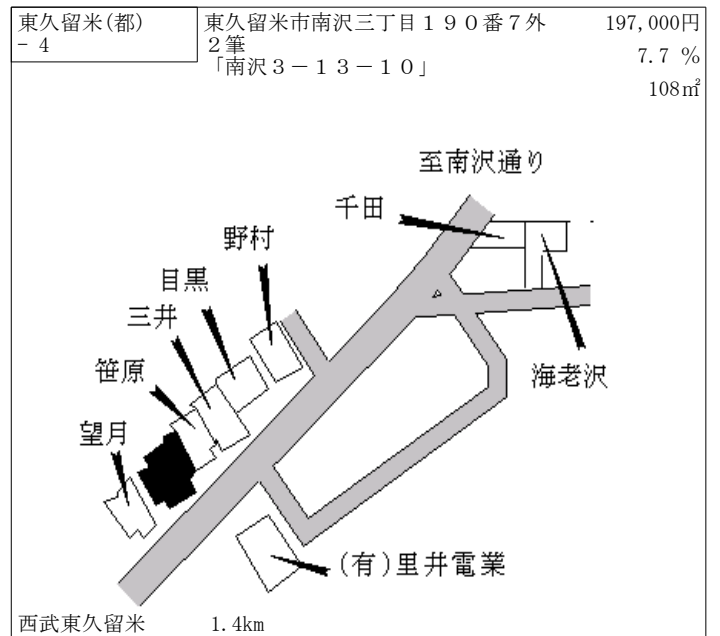 東久留米(都)
－４
東久留米市南沢三丁目１９０番７外
２筆
「南沢３－１３－１０」
197,000円
7.7 %
108㎡
至南沢通り
千田
野村
目黒
三井
笹原
望月
海老沢
(有)里井電業
西武東久留米 1.4km